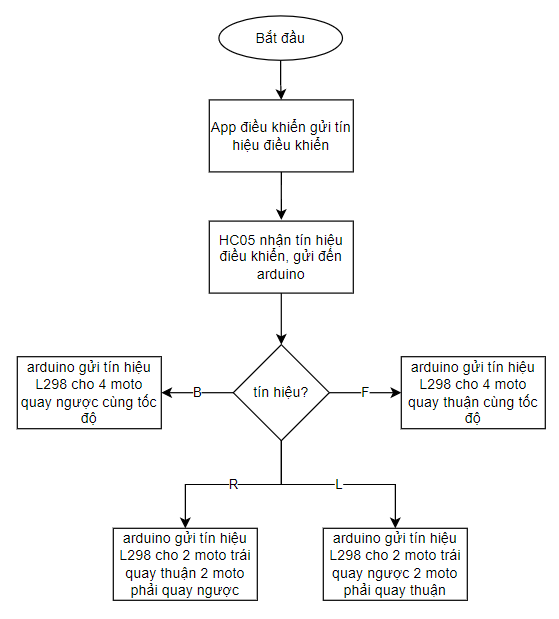 Bắt đầu
App điều khiển gửi tín
hiệu điều khiển
HC05 nhận tín hiệu
điều khiển, gửi đến
arduino
tín hiệu?
B
F
arduino gửi tín hiệu
L298 cho 4 moto
quay ngược cùng tốc
độ
arduino gửi tín hiệu
L298 cho 4 moto
quay thuận cùng tốc
độ
R
L
arduino gửi tín hiệu
L298 cho 2 moto trái
quay thuận 2 moto
phải quay ngược
arduino gửi tín hiệu
L298 cho 2 moto trái
quay ngược 2 moto
phải quay thuận